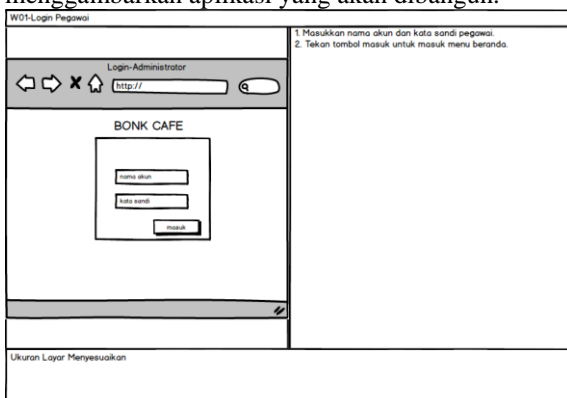 menggambarkan aplikasi yang akan dibangun.
W01-Login Pegawai
1. Masukkan nama akun dan kata sandi pegawai.
2. Tekan tombol masuk untuk masuk menu beranda.
Login-Administrator
http://
BONK CAFE
nama akun
kata sandi
masuk
Ukuran Layar Menyesuaikan